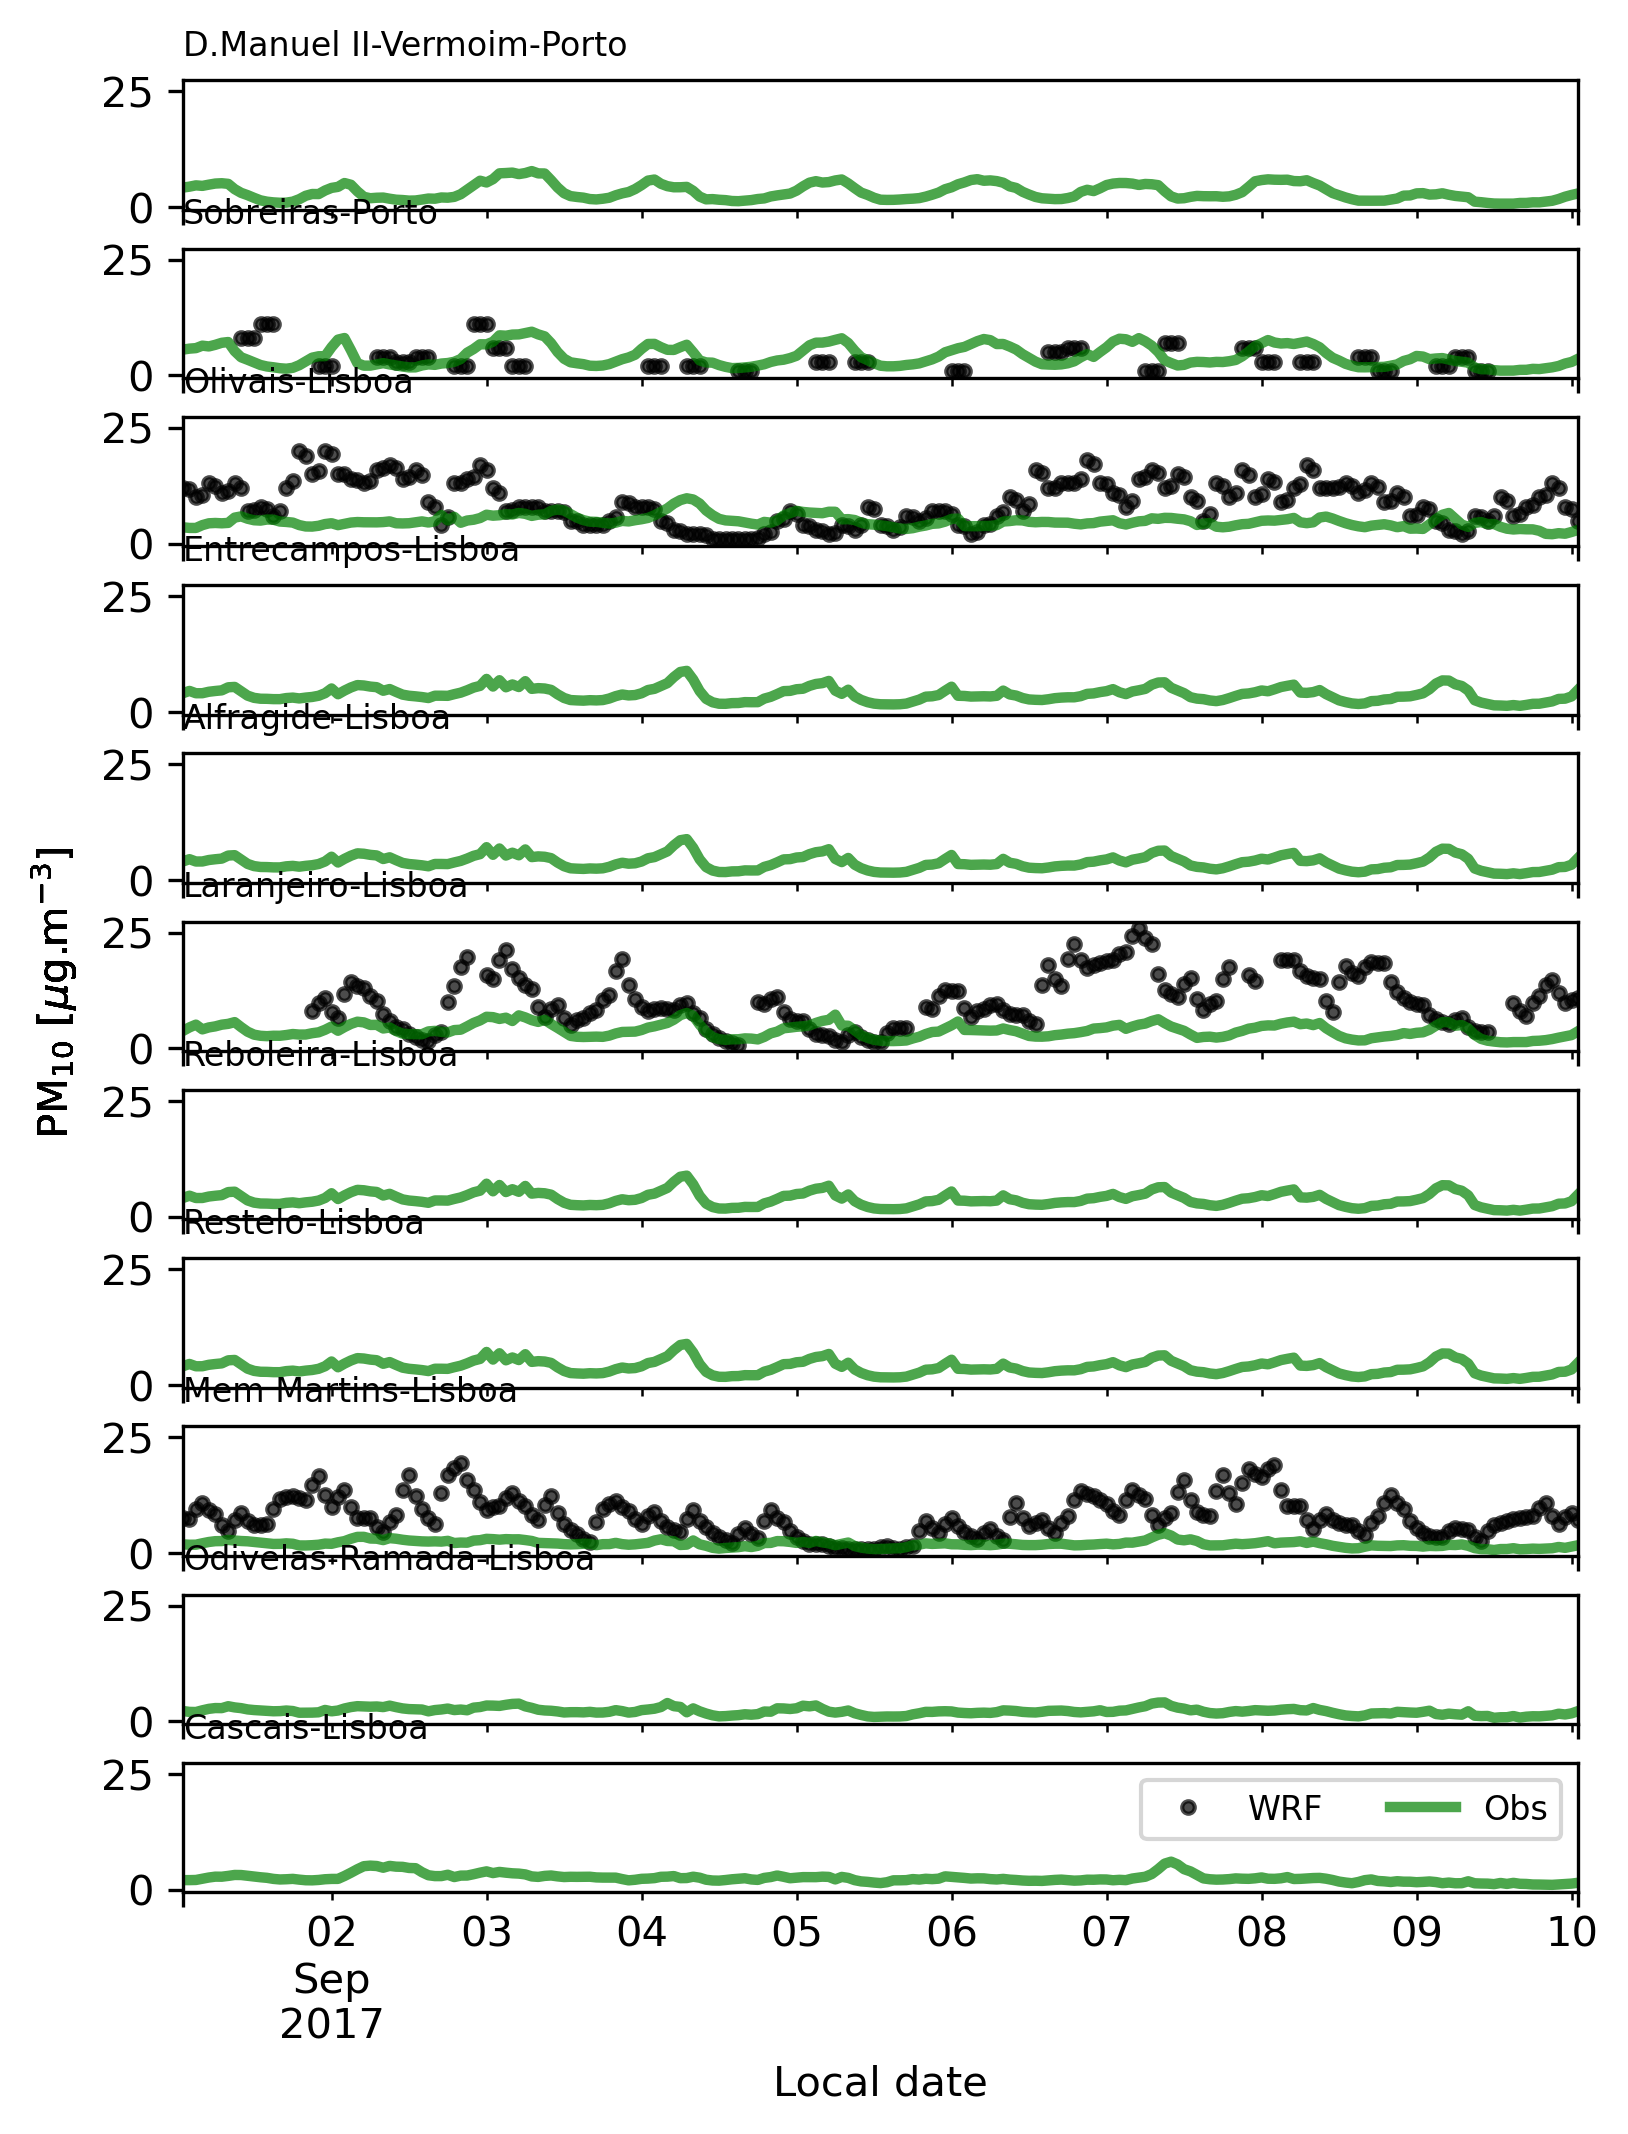 D.Manuel II-Vermoim-Porto
25
0
Sobreiras-Porto
25
0
Olivais-Lisboa
25
0
Entrecampos-Lisboa
25
0
Alfragide-Lisboa
25
0
Laranjeiro-Lisboa
25
0
Reboleira-Lisboa
25
0
Restelo-Lisboa
25
0
Mem Martins-Lisboa
25
0
Odivelas-Ramada-Lisboa
25
0
Cascais-Lisboa
25
0
WRF Obs
PM₁₀ [µg.m⁻³]
02 03 04 05 06 07 08 09 10
Sep
2017
Local date